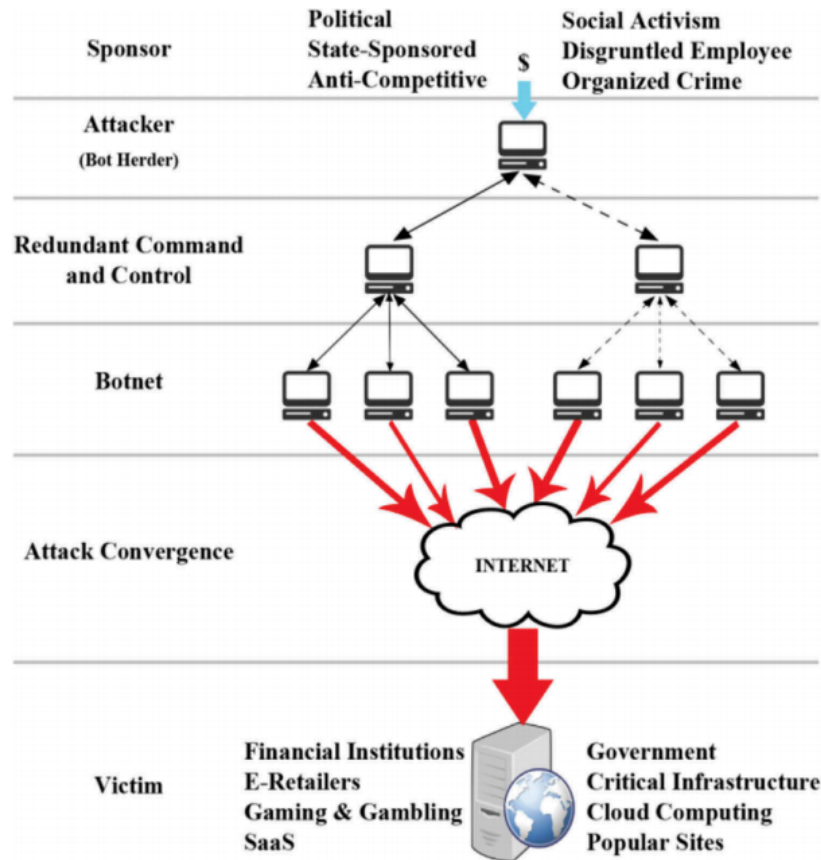 Sponsor
Political
State-Sponsored
Anti-Competitive
$
Social Activism
Disgruntled Employee
Organized Crime
Attacker
(Bot Herder)
Redundant Command
and Control
Botnet
Attack Convergence
INTERNET
Victim
Financial Institutions
E-Retailers
Gaming & Gambling
SaaS
Government
Critical Infrastructure
Cloud Computing
Popular Sites